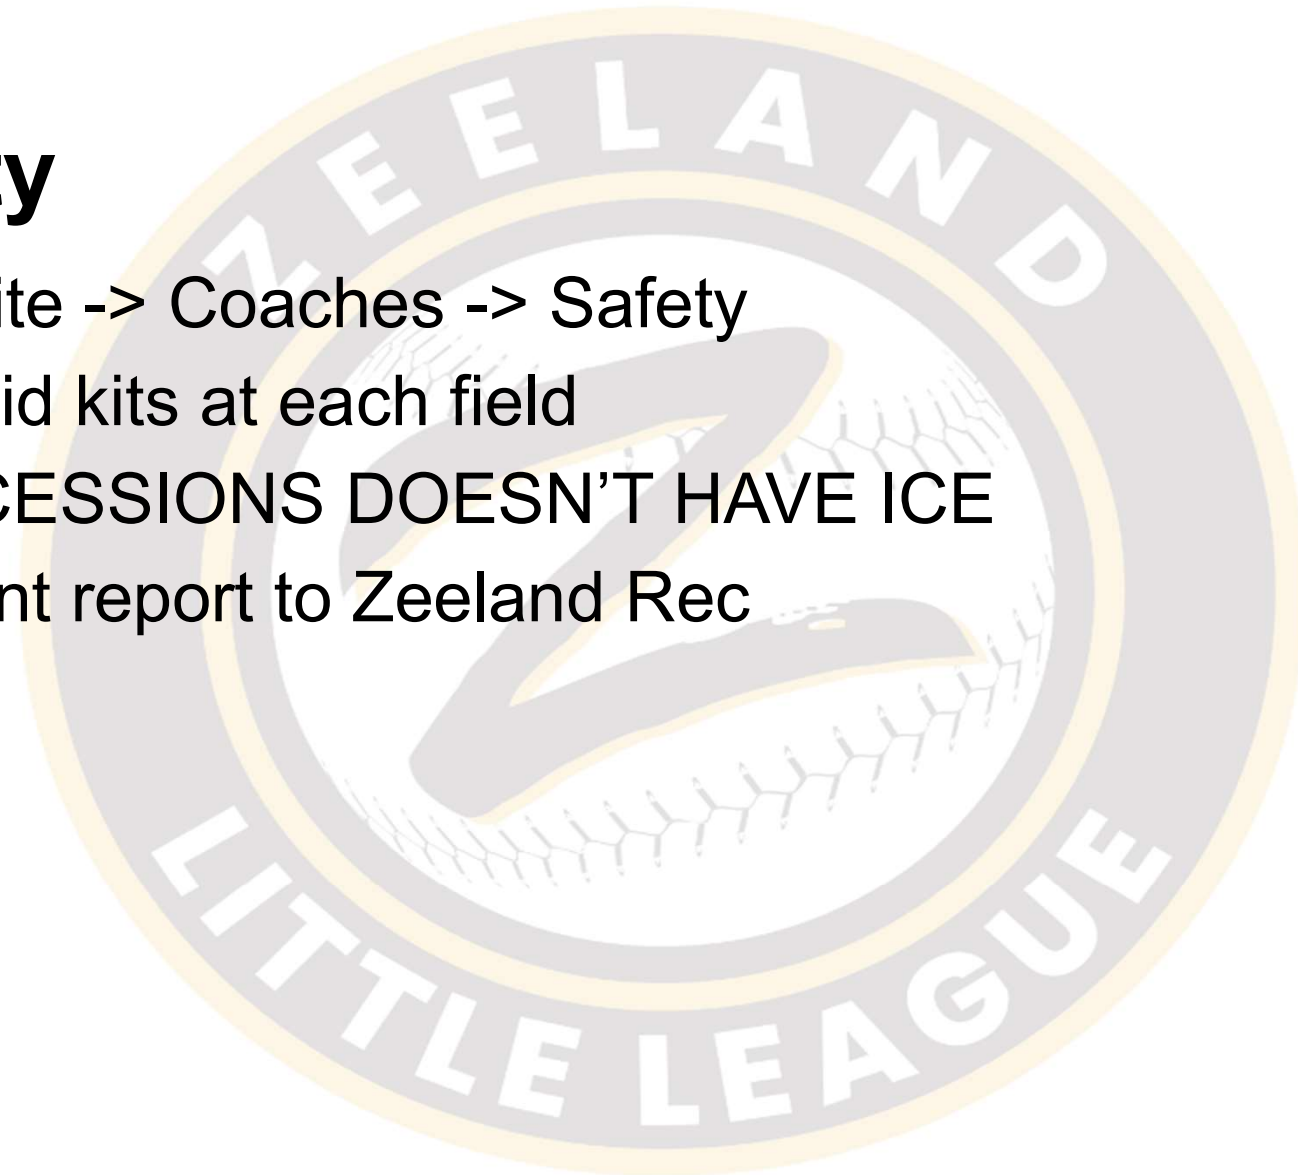 ty
ite -> Coaches -> Safety
id kits at each field
CESSIONS DOESN’T HAVE ICE
nt report to Zeeland Rec
ZEELAND
Z
LITTLE LEAGUE